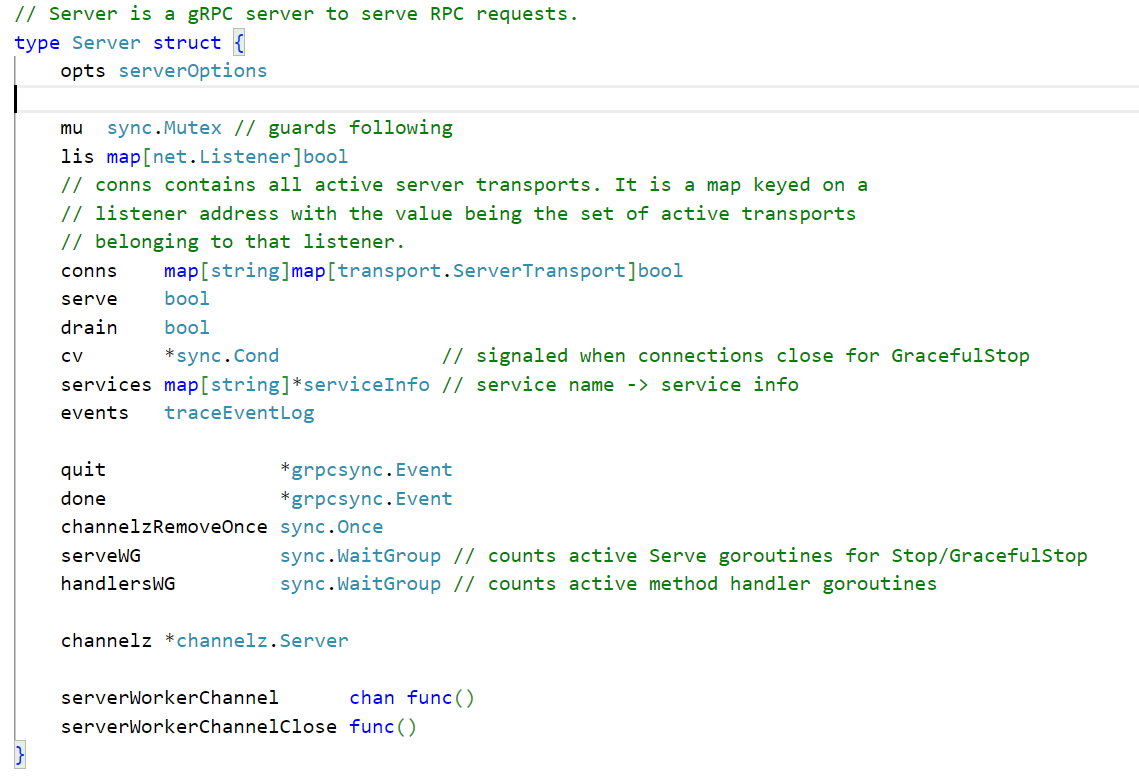 // Server is a gRPC server to serve RPC requests.
type Server struct {
    opts serverOptions

    mu  sync.Mutex // guards following
    lis map[net.Listener]bool
    // conns contains all active server transports. It is a map keyed on a
    // listener address with the value being the set of active transports
    // belonging to that listener.
    conns    map[string]map[transport.ServerTransport]bool
    serve    bool
    drain    bool
    cv       *sync.Cond              // signaled when connections close for GracefulStop
    services map[string]*serviceInfo // service name -> service info
    events   traceEventLog

    quit               *grpcsync.Event
    done               *grpcsync.Event
    channelzRemoveOnce sync.Once
    serveWG            sync.WaitGroup // counts active Serve goroutines for Stop/GracefulStop
    handlersWG         sync.WaitGroup // counts active method handler goroutines

    channelz *channelz.Server

    serverWorkerChannel      chan func()
    serverWorkerChannelClose func()
}